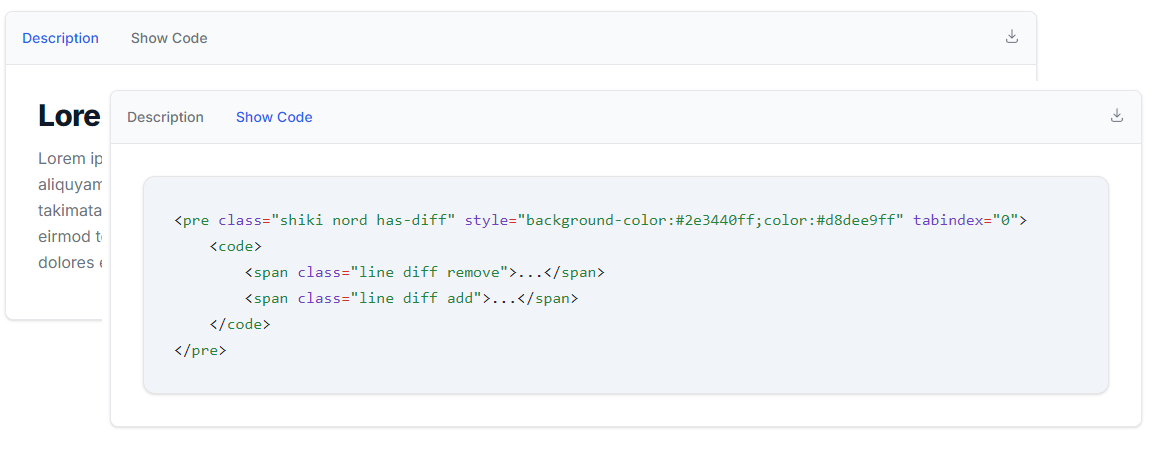 Description Show Code
Lore
Lorem ip
aliquyam
takimata
eirmod t
dolores e
Description Show Code
<pre class="shiki nord has-diff" style="background-color:#2e3440ff;color:#d8dee9ff" tabindex="0">
    <code>
        <span class="line diff remove">...</span>
        <span class="line diff add">...</span>
    </code>
</pre>